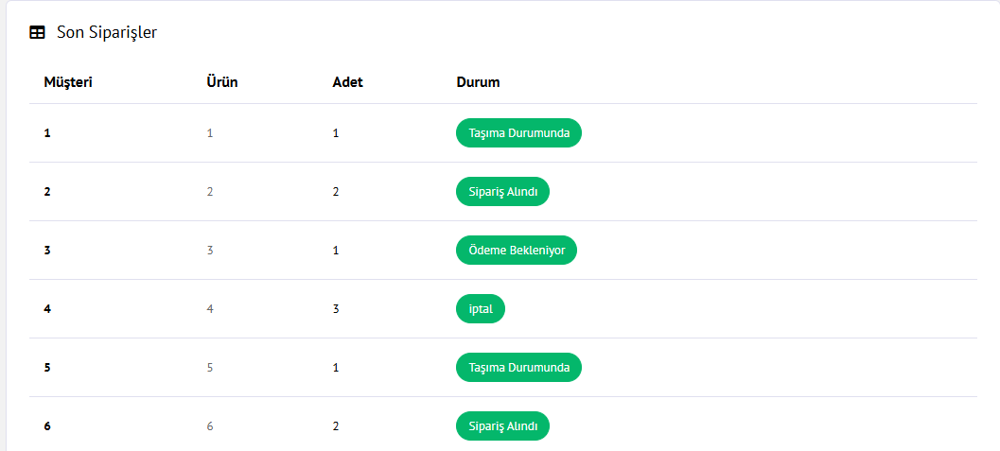 Son Siparişler
Müşteri Ürün Adet Durum
1 1 1 Taşıma Durumunda
2 2 2 Sipariş Alındı
3 3 1 Ödeme Bekleniyor
4 4 3 iptal
5 5 1 Taşıma Durumunda
6 6 2 Sipariş Alındı